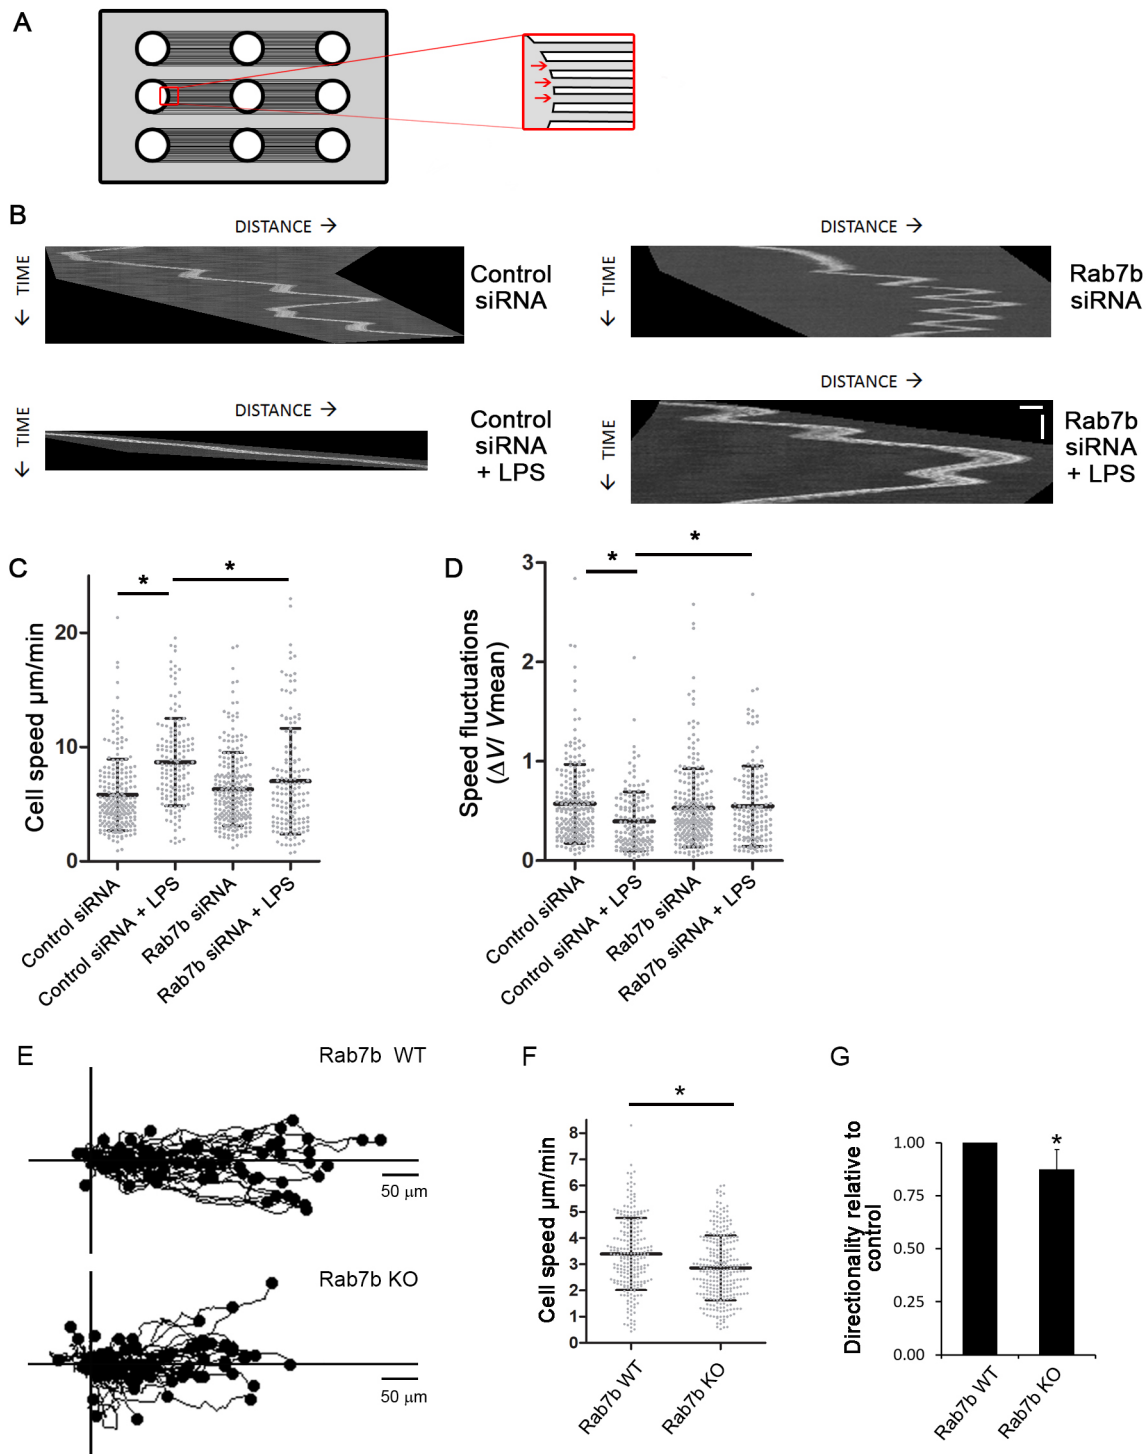 A
B
DISTANCE →
← TIME
Control
siRNA
DISTANCE →
← TIME
Rab7b
siRNA
DISTANCE →
← TIME
Control
siRNA
+ LPS
DISTANCE →
← TIME
Rab7b
siRNA
+ LPS
C
*
*
Cell speed µm/min
20
10
0
Control siRNA
Control siRNA + LPS
Rab7b siRNA
Rab7b siRNA + LPS
D
*
*
Speed fluctuations
(ΔV/ Vmean)
3
2
1
0
Control siRNA
Control siRNA + LPS
Rab7b siRNA
Rab7b siRNA + LPS
E
Rab7b WT
50 µm
Rab7b KO
50 µm
F
*
Cell speed µm/min
8
7
6
5
4
3
2
1
0
Rab7b WT
Rab7b KO
G
*
Directionality relative to
control
1.00
0.75
0.50
0.25
0.00
Rab7b WT
Rab7b KO